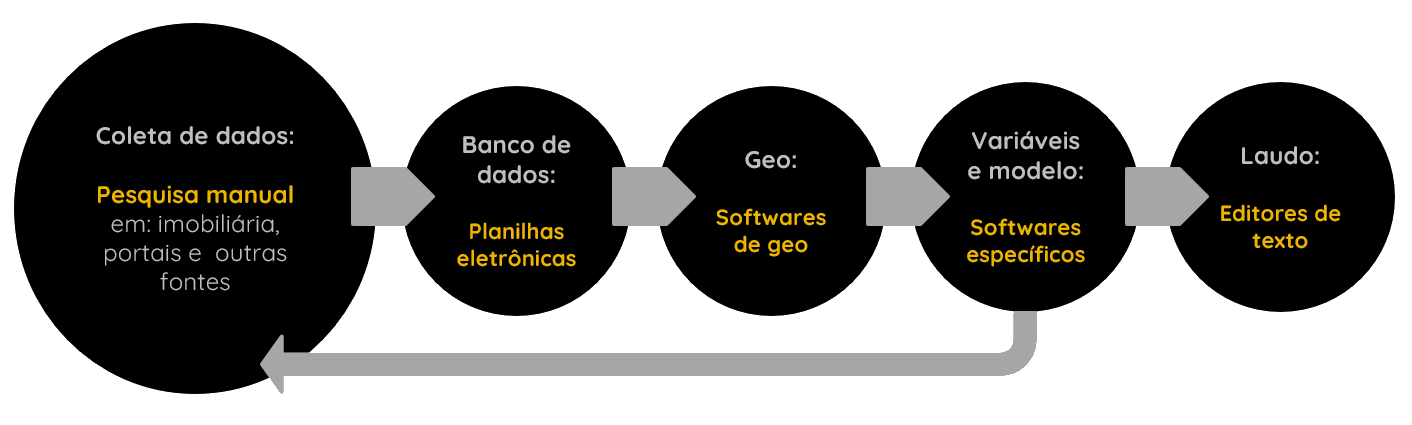 Coleta de dados:
Pesquisa manual
em: imobiliária,
portais e outras
fontes
Banco de
dados:
Planilhas
eletrônicas
Geo:
Softwares
de geo
Variáveis
e modelo:
Softwares
específicos
Laudo:
Editores de
texto